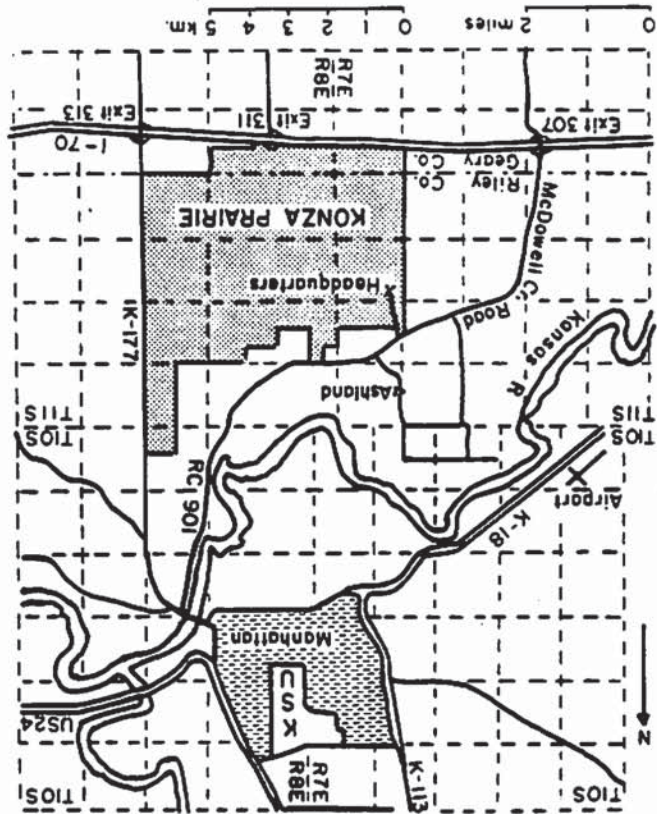 T10S
K-113
R7E
R8E
T10S
N
US24
K S
U
Manhattan
Airport
K-18
RC 901
T10S
T11S
T10S
T11S
Kansas R.
Ashland
K-177
McDowell Cr. Road
Headquarters
KONZA PRAIRIE
Riley Co.
Geary Co.
I-70
Exit 307
Exit 311
Exit 313
R7E
R8E
0 2 miles
0 1 2 3 4 5 km.